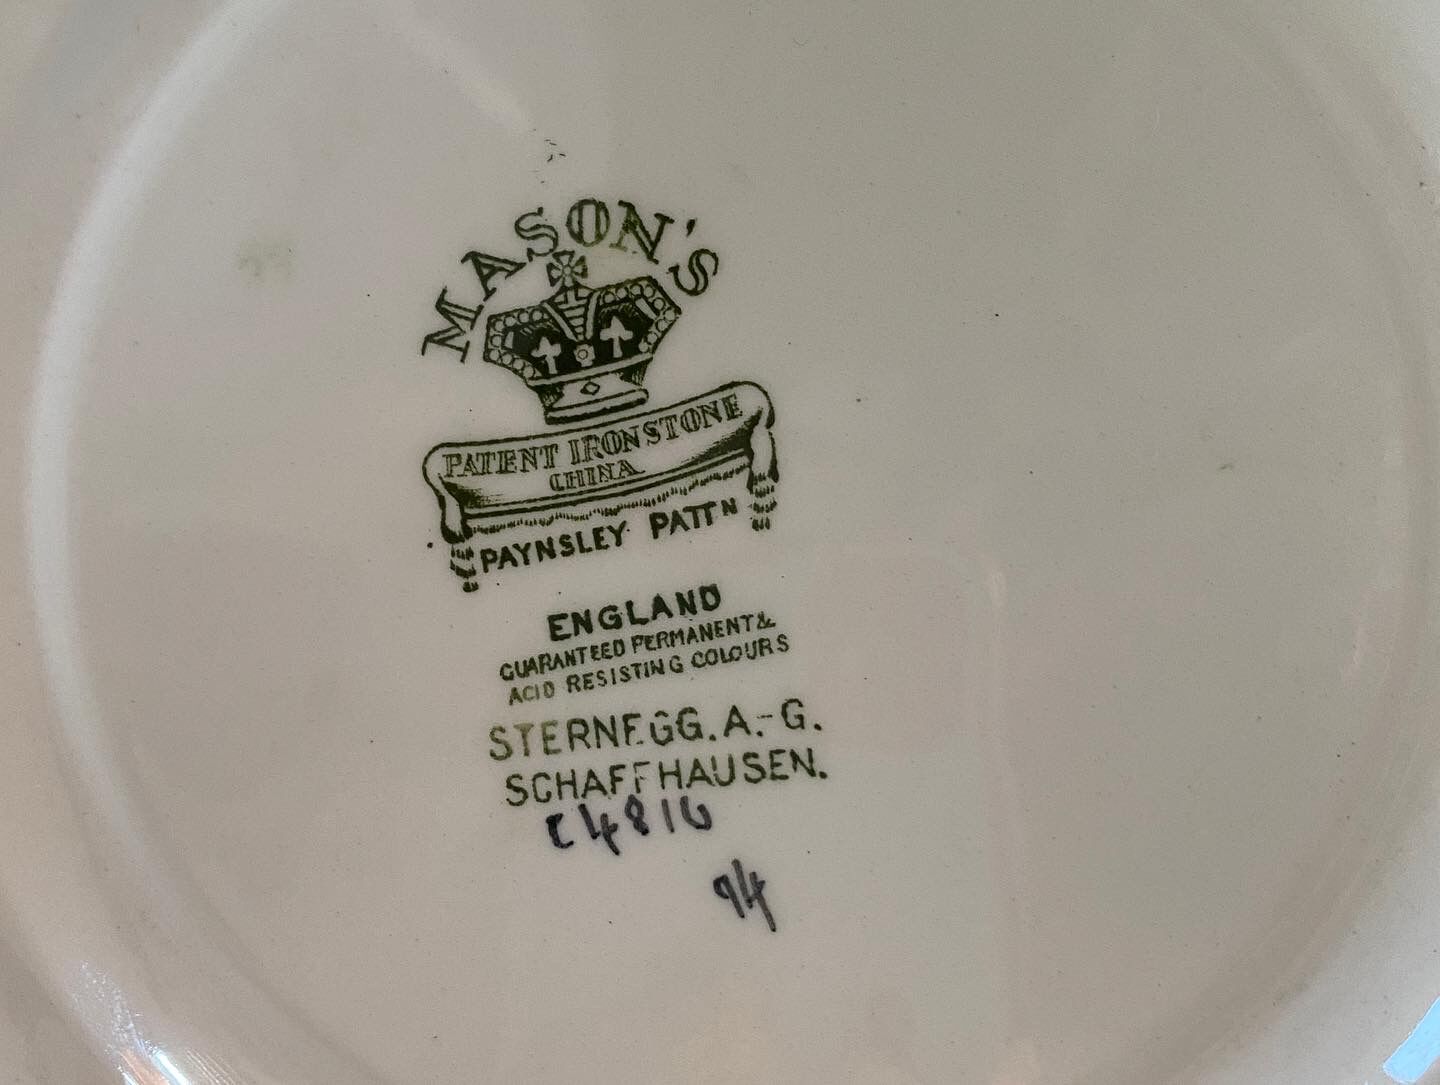 MASON'S
PATENT IRONSTONE
CHINA
PAYNSLEY PATTN
ENGLAND
GUARANTEED PERMANENT &
ACID RESISTING COLOURS
STERNEGG. A.-G.
SCHAFFHAUSEN.
C4816
94